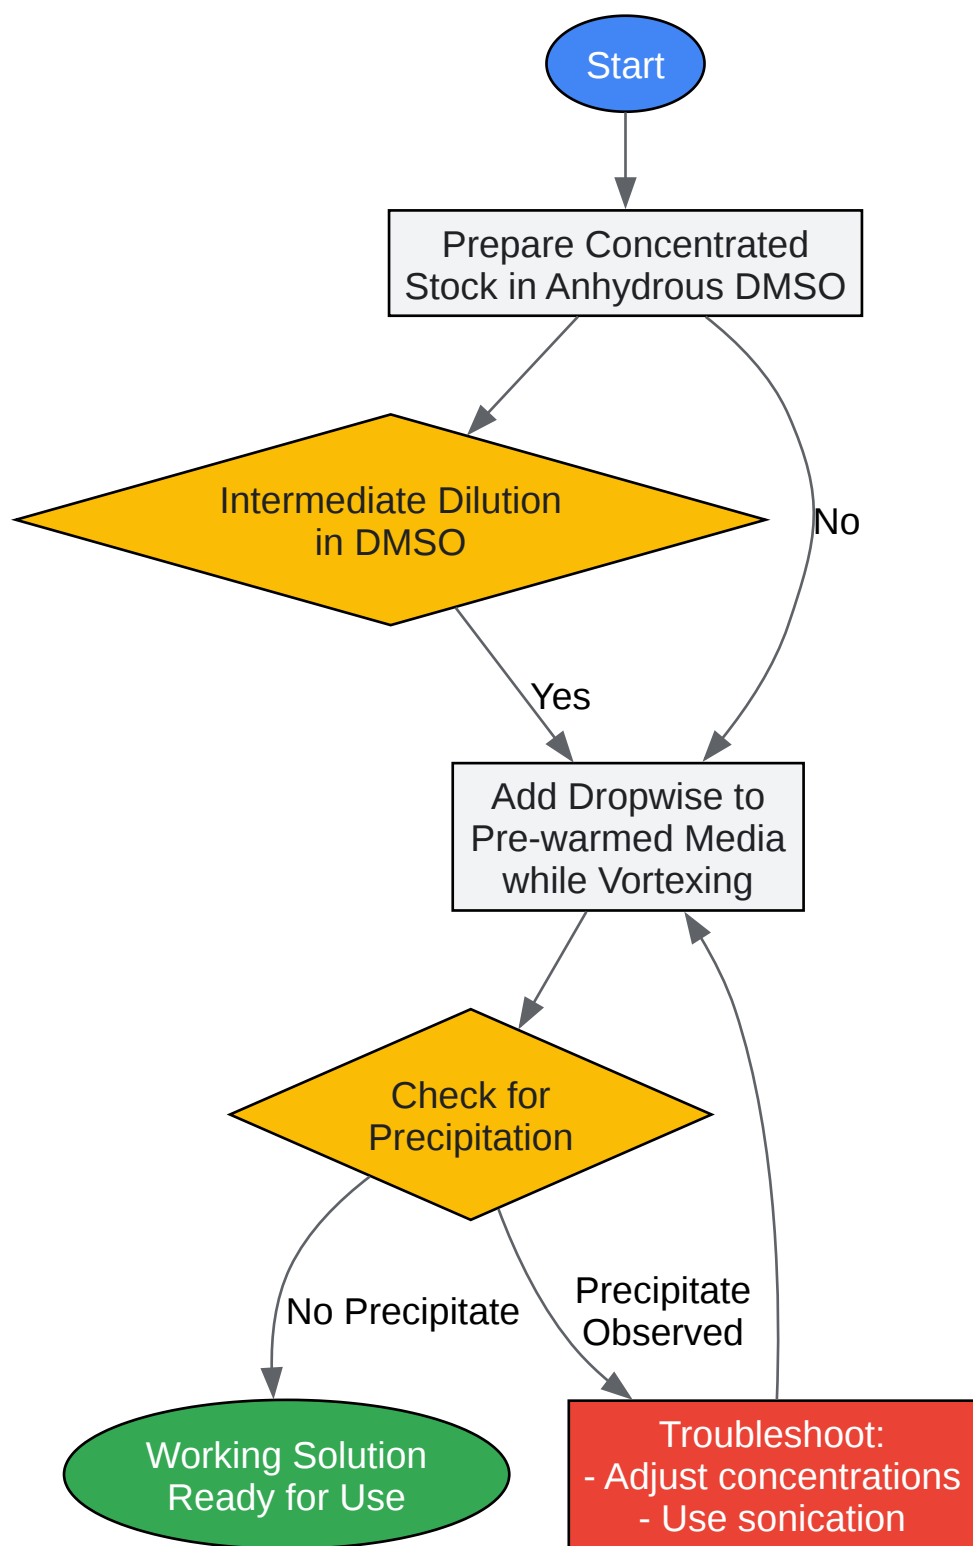 Start
Prepare Concentrated
Stock in Anhydrous DMSO
Intermediate Dilution
in DMSO
No
Yes
Add Dropwise to
Pre-warmed Media
while Vortexing
Check for
Precipitation
No Precipitate
Precipitate
Observed
Working Solution
Ready for Use
Troubleshoot:
- Adjust concentrations
- Use sonication